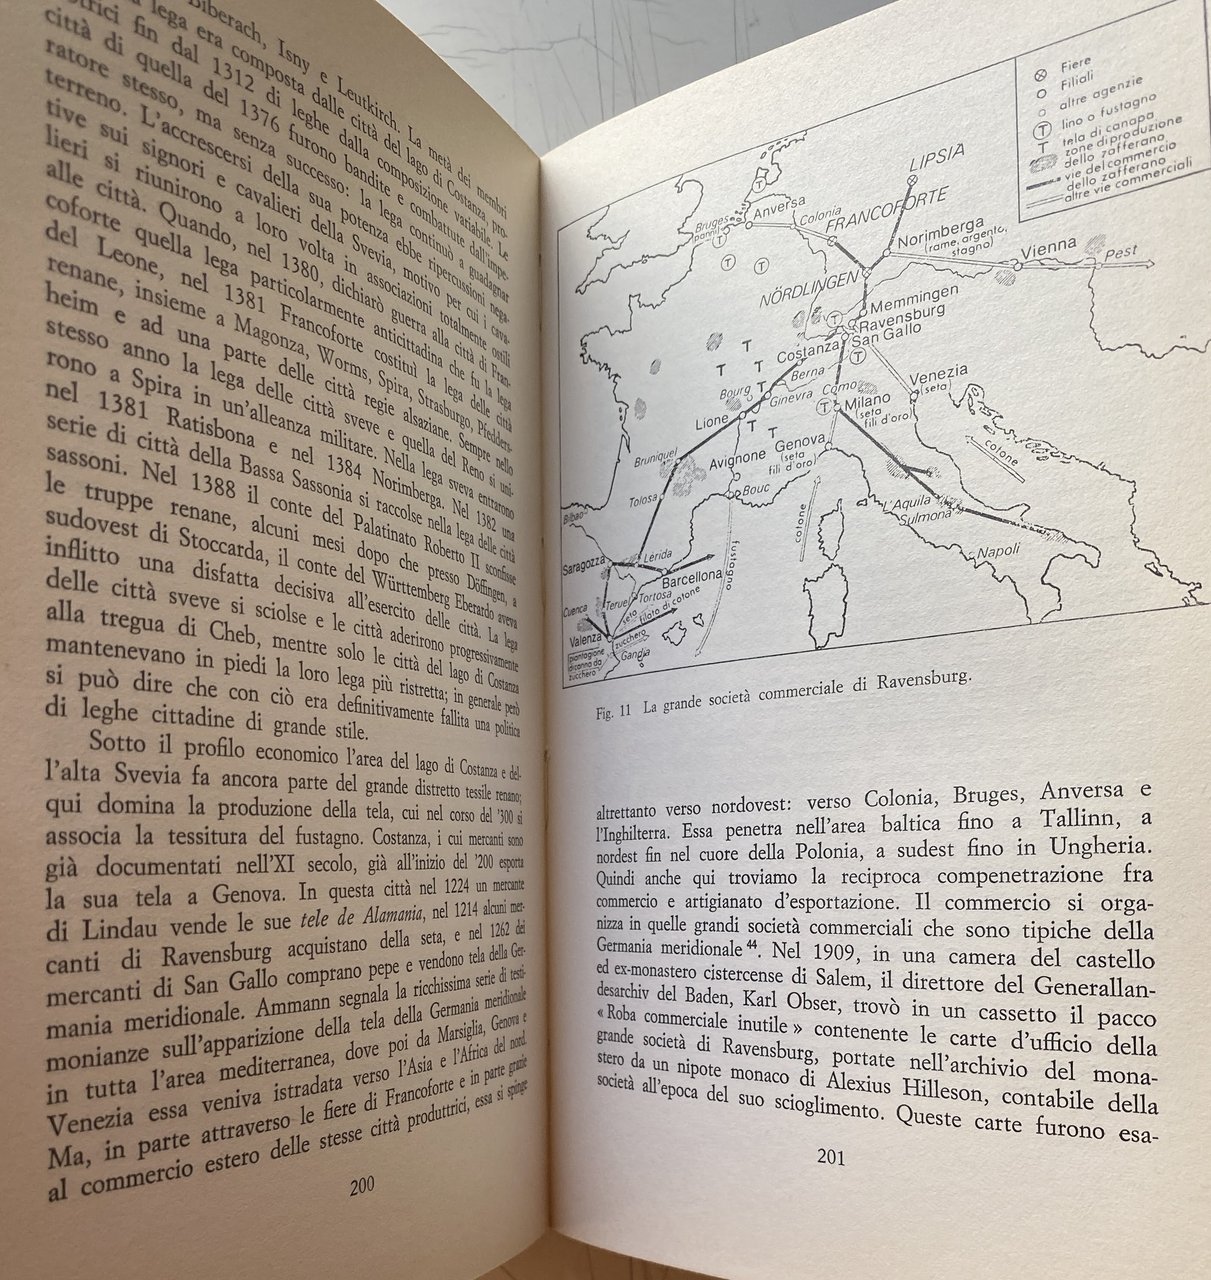 Biberach, Isny e Leutkirch. La metà dei membri
lega era composta dalle città del lago di Costanza, pro-
trici fin dal 1312 di leghe dalla composizione variabile. Le
città di quella del 1376 furono bandite e combattute dall'impe-
ratore stesso, ma senza successo: la lega continuò a guadagnar
terreno. L'accrescersi della sua potenza ebbe ripercussioni nega-
tive sui signori e cavalieri della Svevia, motivo per cui i cava-
lieri si riunirono a loro volta in associazioni totalmente ostili
alle città. Quando, nel 1380, dichiarò guerra alla città di Fran-
coforte quella lega particolarmente anticittadina che fu la lega
del Leone, nel 1381 Francoforte costituì la lega delle città
renane, insieme a Magonza, Worms, Spira, Strasburgo, Pfedders-
heim e ad una parte delle città regie alsaziane. Sempre nello
stesso anno la lega delle città sveve e quella del Reno si uni-
rono a Spira in un'alleanza militare. Nella lega sveva entrarono
nel 1381 Ratisbona e nel 1384 Norimberga. Nel 1382 una
serie di città della Bassa Sassonia si raccolse nella lega delle città
sassoni. Nel 1388 il conte del Palatinato Roberto II sconfisse
le truppe renane, alcuni mesi dopo che presso Döffingen, a
sudovest di Stoccarda, il conte del Württemberg Eberardo aveva
inflitto una disfatta decisiva all'esercito delle città. La lega
delle città sveve si sciolse e le città aderirono progressivamente
alla tregua di Cheb, mentre solo le città del lago di Costanza
mantenevano in piedi la loro lega più ristretta; in generale però
si può dire che con ciò era definitivamente fallita una politica
di leghe cittadine di grande stile.
Sotto il profilo economico l'area del lago di Costanza e del-
l'alta Svevia fa ancora parte del grande distretto tessile renano;
qui domina la produzione della tela, cui nel corso del '300 si
associa la tessitura del fustagno. Costanza, i cui mercanti sono
già documentati nell'XI secolo, già all'inizio del '200 esporta
la sua tela a Genova. In questa città nel 1224 un mercante
di Lindau vende le sue tele de Alamania, nel 1214 alcuni mer-
canti di Ravensburg acquistano della seta, e nel 1262 dei
mercanti di San Gallo comprano pepe e vendono tela della Ger-
mania meridionale. Ammann segnala la ricchissima serie di testi-
monianze sull'apparizione della tela della Germania meridionale
in tutta l'area mediterranea, dove poi da Marsiglia, Genova e
Venezia essa veniva istradata verso l'Asia e l'Africa del nord.
Ma, in parte attraverso le fiere di Francoforte e in parte grazie
al commercio estero delle stesse città produttrici, essa si spinge
200
Fiere
Filiali
altre agenzie
T lino o fustagno
T tela di canapa
zone di produzione
dello zafferano
vie del commercio
dello zafferano
altre vie commerciali
LIPSIA
Anversa
Colonia
FRANCOFORTE
Bruges
panni
T
T
T
Norimberga
(rame, argento,
stagno)
Vienna
Pest
NÖRDLINGEN
Memmingen
T
Ravensburg
San Gallo
Costanza
T
T
T
T
Berna
Como
Venezia
(seta)
Bourg
Ginevra
T
Milano
(seta
fili d'oro)
Lione
T
T
Genova
(seta
fili d'oro)
cotone
Bruniquel
Avignone
Tolosa
Bouc
L'Aquila
Sulmona
cotone
Bilbao
fustagno
Napoli
Saragozza
Lérida
Barcellona
Cuenca
Teruel
Tortosa
seta
filato di cotone
Valenza
zucchero
Gandia
piantagione
di canna da
zucchero
Fig. 11 La grande società commerciale di Ravensburg.
altrettanto verso nordovest: verso Colonia, Bruges, Anversa e
l'Inghilterra. Essa penetra nell'area baltica fino a Tallinn, a
nordest fin nel cuore della Polonia, a sudest fino in Ungheria.
Quindi anche qui troviamo la reciproca compenetrazione fra
commercio e artigianato d'esportazione. Il commercio si orga-
nizza in quelle grandi società commerciali che sono tipiche della
Germania meridionale 44. Nel 1909, in una camera del castello
ed ex-monastero cistercense di Salem, il direttore del Generallan-
desarchiv del Baden, Karl Obser, trovò in un cassetto il pacco
« Roba commerciale inutile » contenente le carte d'ufficio della
grande società di Ravensburg, portate nell'archivio del mona-
stero da un nipote monaco di Alexius Hilleson, contabile della
società all'epoca del suo scioglimento. Queste carte furono esa-
201